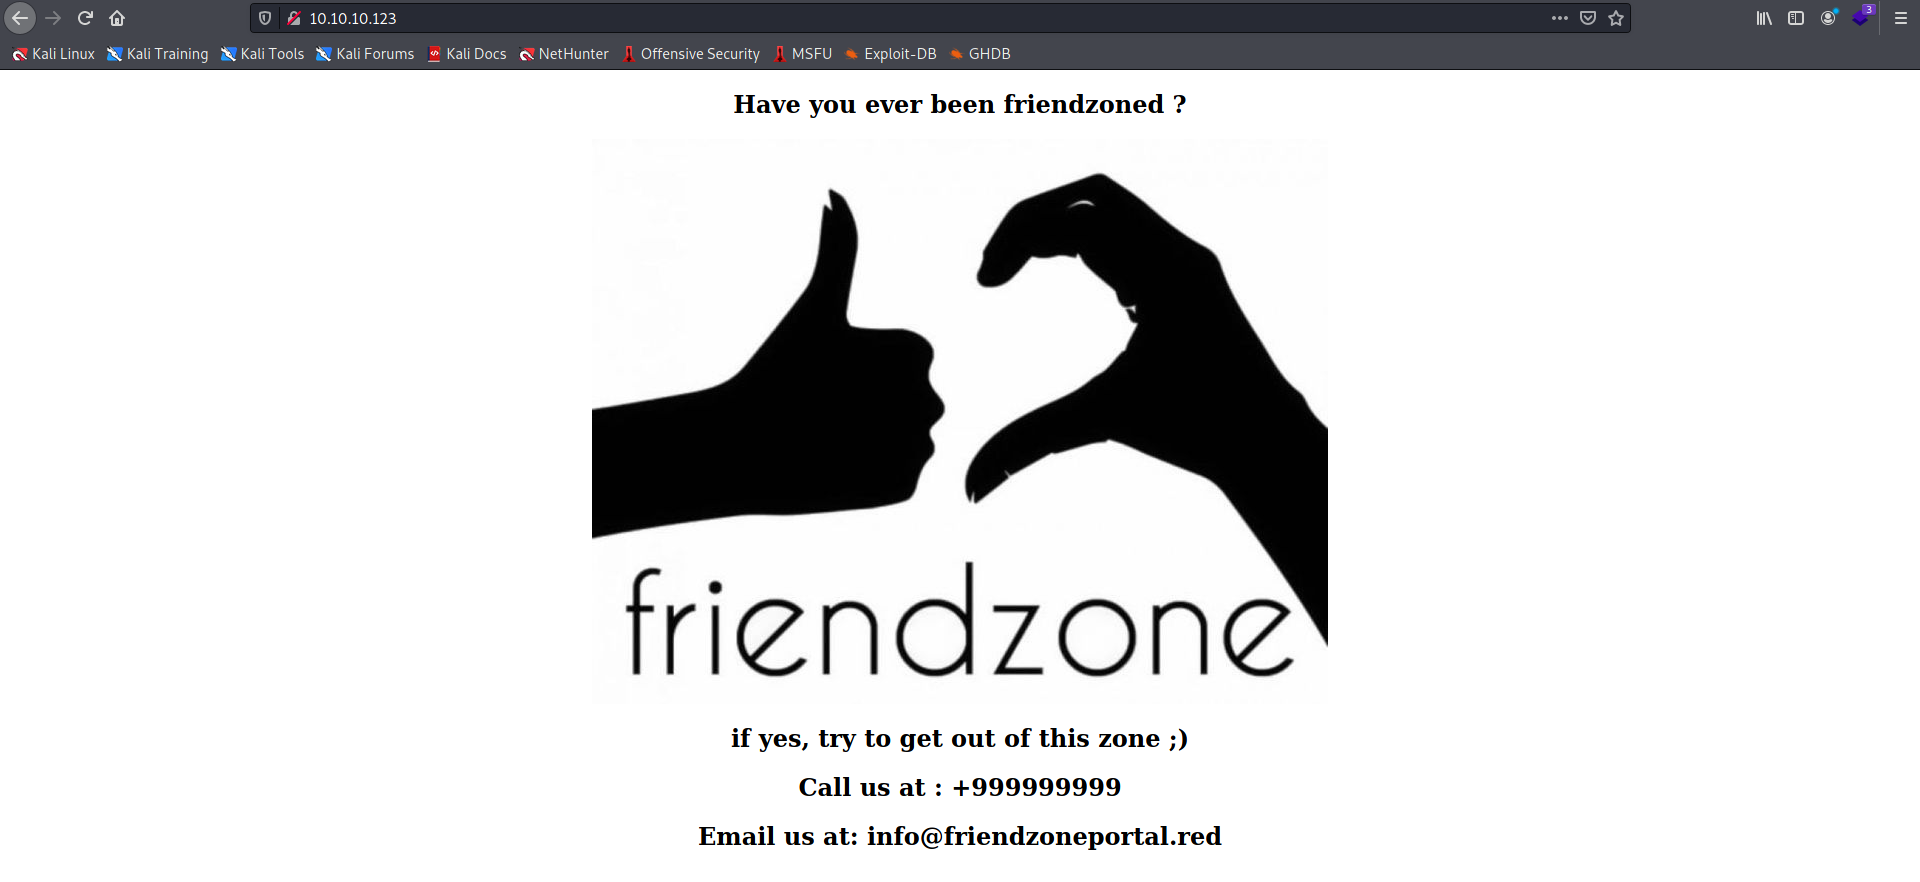 10.10.10.123
3
Kali Linux Kali Training Kali Tools Kali Forums Kali Docs NetHunter Offensive Security MSFU Exploit-DB GHDB
Have you ever been friendzoned ?
friendzone
if yes, try to get out of this zone ;)
Call us at : +999999999
Email us at: info@friendzoneportal.red